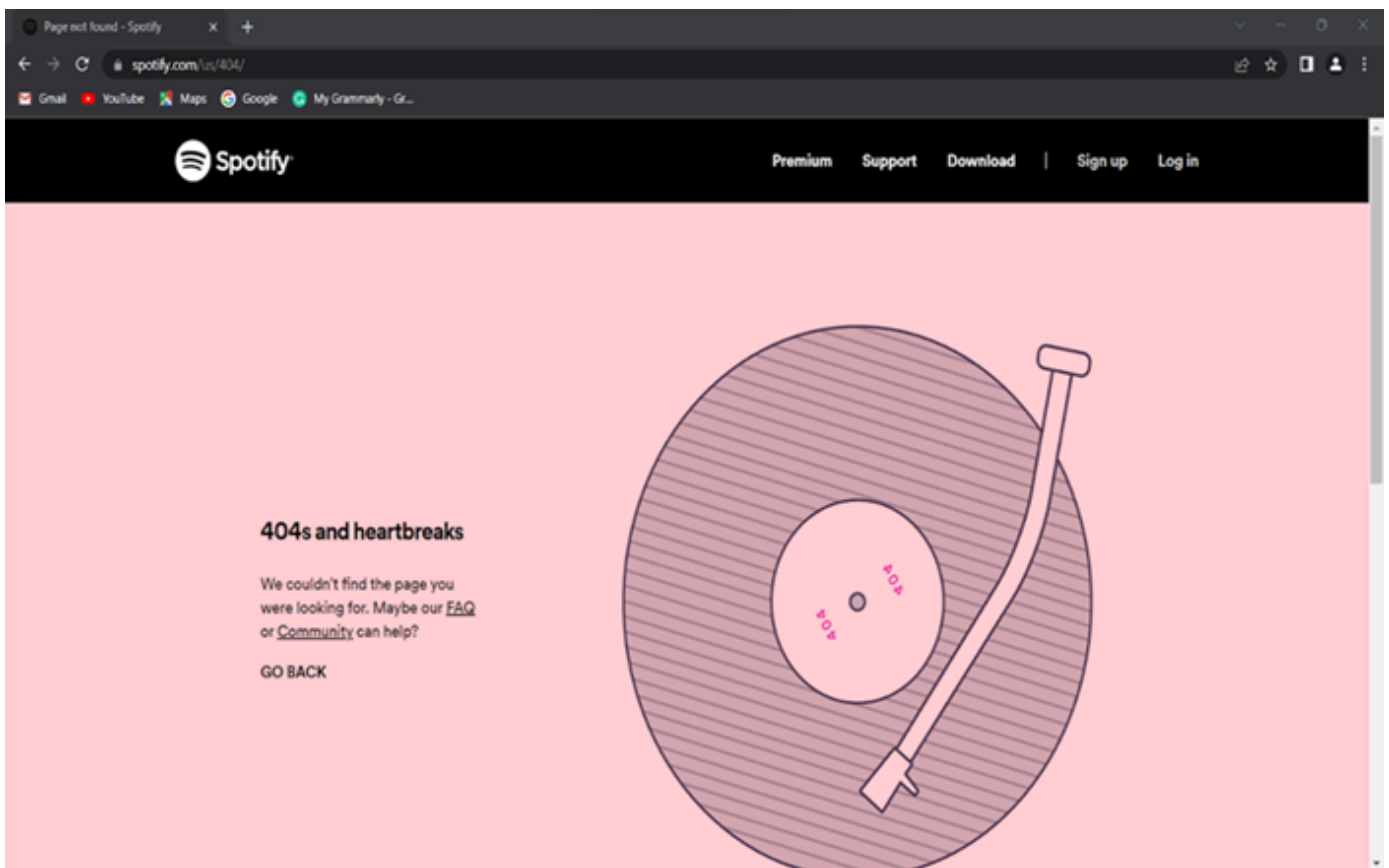 Page not found - Spotify
spotify.com/us/404/
Gmail YouTube Maps Google My Grammarly - Gr...
Spotify
Premium Support Download | Sign up Log in
404s and heartbreaks
We couldn't find the page you
were looking for. Maybe our FAQ
or Community can help?
GO BACK
404
404